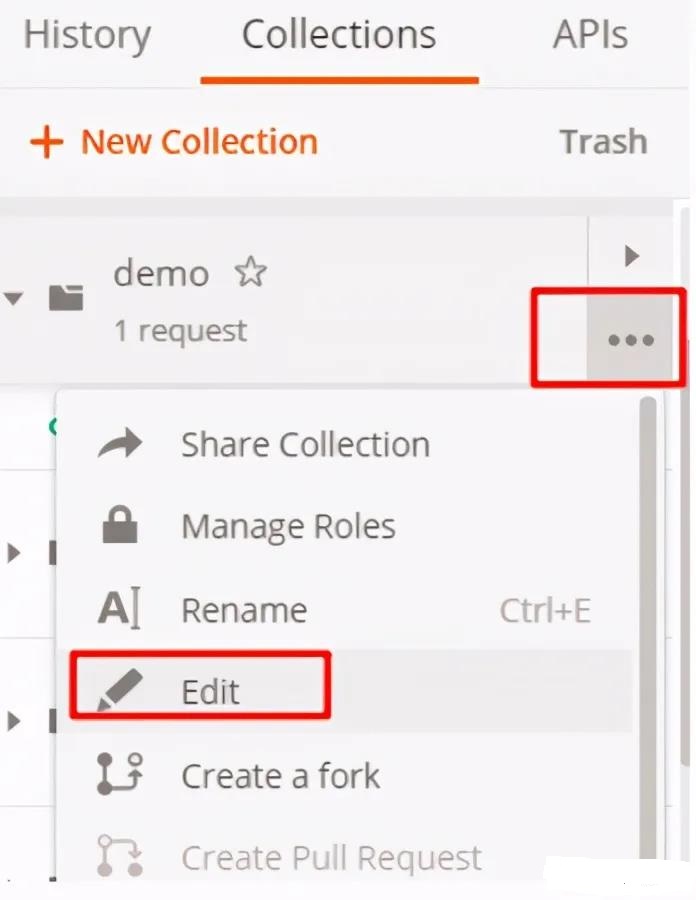 History Collections APIs
+ New Collection Trash
demo
1 request
Share Collection
Manage Roles
Rename Ctrl+E
Edit
Create a fork
Create Pull Request